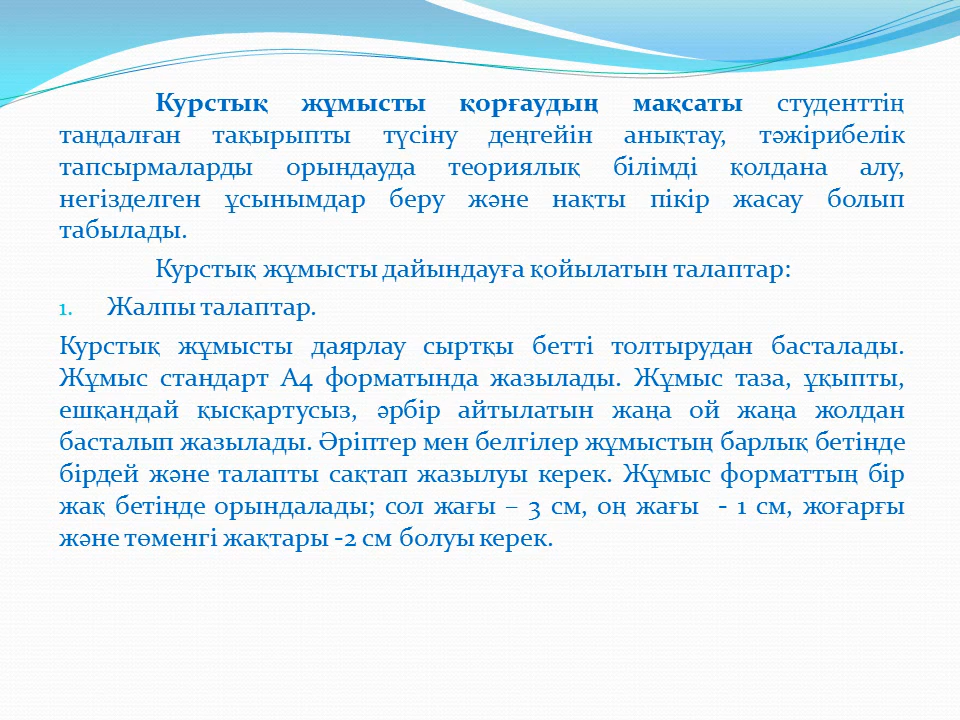 Курстық жұмысты қорғаудың мақсаты студенттің
таңдалған тақырыпты түсіну деңгейін анықтау, тәжірибелік
тапсырмаларды орындауда теориялық білімді қолдана алу,
негізделген ұсынымдар беру және нақты пікір жасау болып
табылады.
Курстық жұмысты дайындауға қойылатын талаптар:
1. Жалпы талаптар.
Курстық жұмысты даярлау сыртқы бетті толтырудан басталады.
Жұмыс стандарт А4 форматында жазылады. Жұмыс таза, ұқыпты,
ешқандай қысқартусыз, әрбір айтылатын жаңа ой жаңа жолдан
басталып жазылады. Әріптер мен белгілер жұмыстың барлық бетінде
бірдей және талапты сақтап жазылуы керек. Жұмыс форматтың бір
жақ бетінде орындалады; сол жағы – 3 см, оң жағы - 1 см, жоғарғы
және төменгі жақтары -2 см болуы керек.